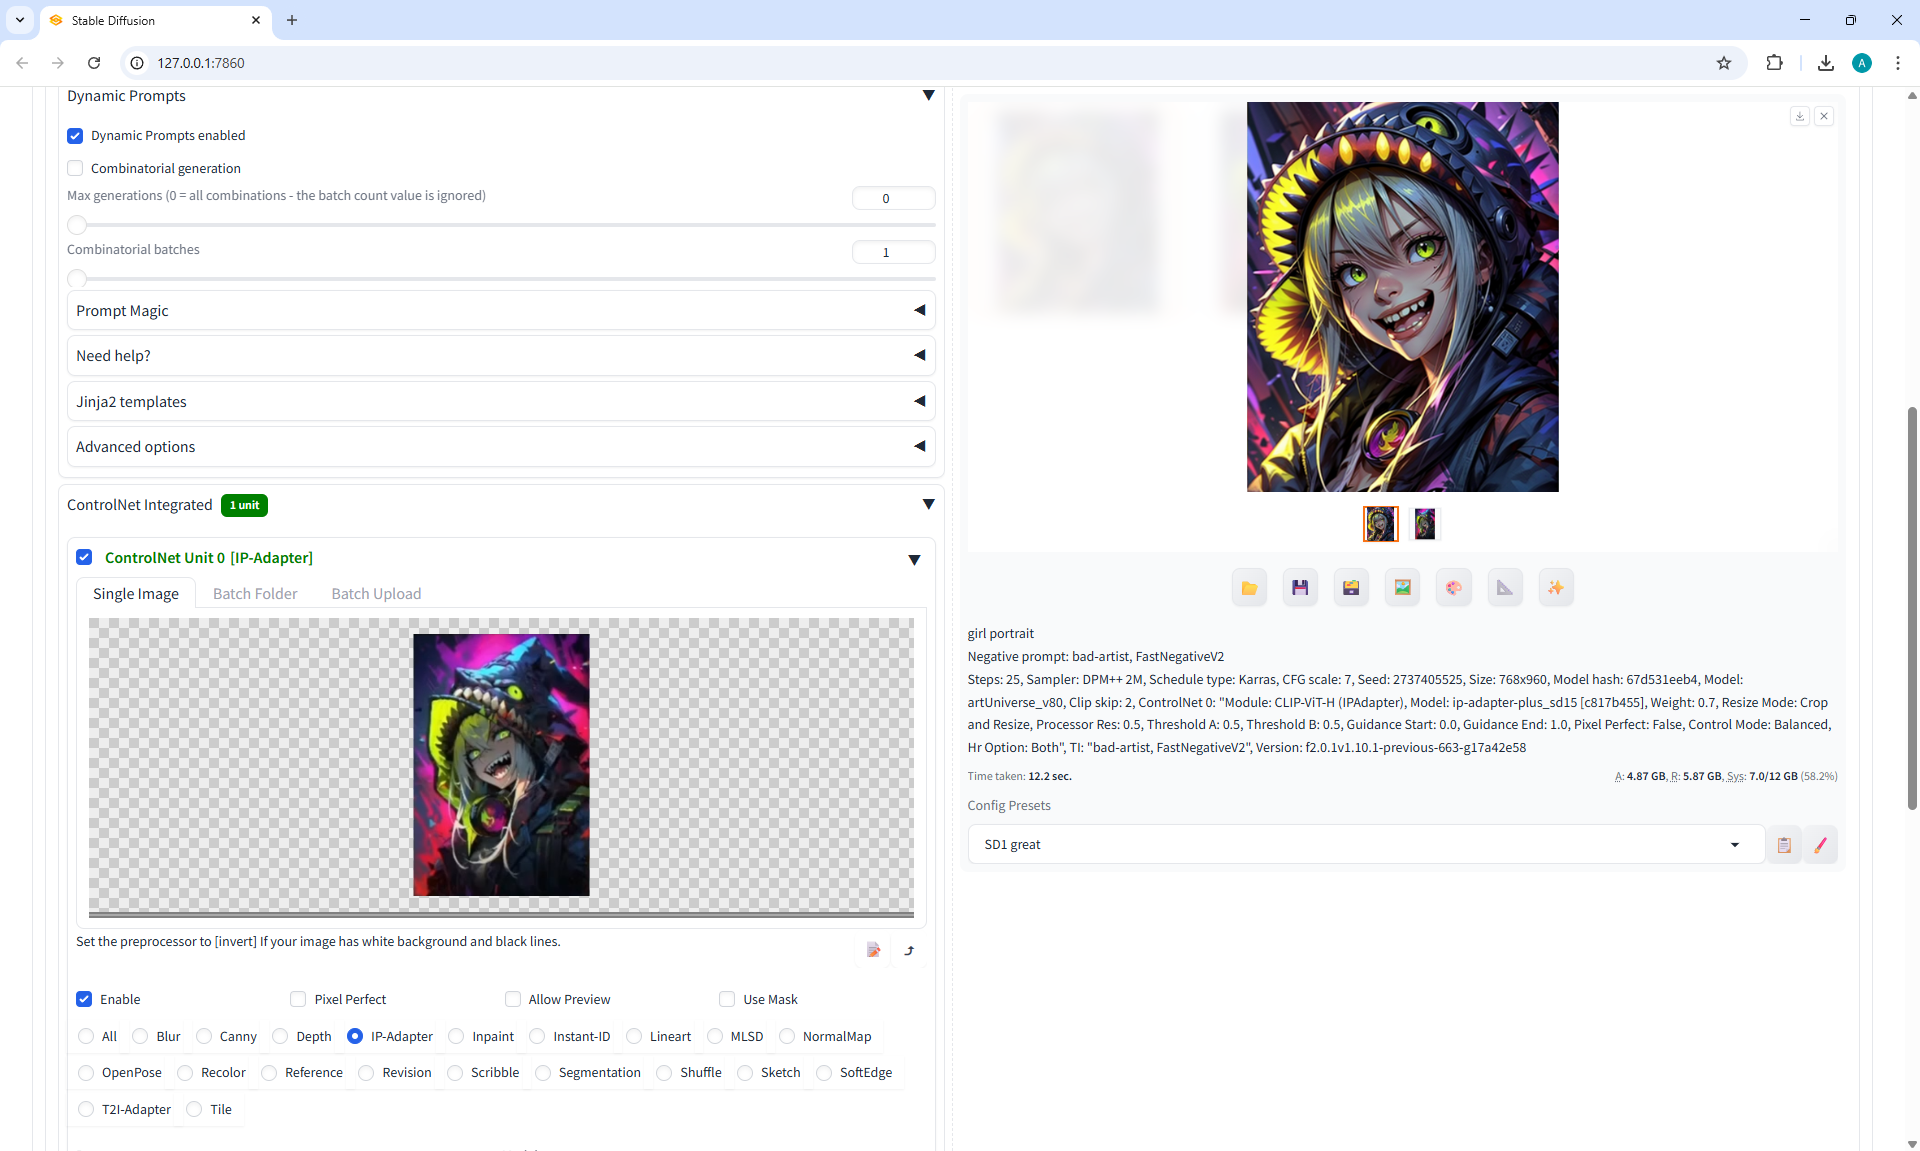 Stable Diffusion
127.0.0.1:7860
A
Dynamic Prompts
Dynamic Prompts enabled
Combinatorial generation
Max generations (0 = all combinations - the batch count value is ignored)
0
Combinatorial batches
1
Prompt Magic
Need help?
Jinja2 templates
Advanced options
ControlNet Integrated 1 unit
ControlNet Unit 0 [IP-Adapter]
Single Image Batch Folder Batch Upload
Set the preprocessor to [invert] If your image has white background and black lines.
Enable Pixel Perfect Allow Preview Use Mask
All Blur Canny Depth IP-Adapter Inpaint Instant-ID Lineart MLSD NormalMap
OpenPose Recolor Reference Revision Scribble Segmentation Shuffle Sketch SoftEdge
T2I-Adapter Tile
girl portrait
Negative prompt: bad-artist, FastNegativeV2
Steps: 25, Sampler: DPM++ 2M, Schedule type: Karras, CFG scale: 7, Seed: 2737405525, Size: 768x960, Model hash: 67d531eeb4, Model:
artUniverse_v80, Clip skip: 2, ControlNet 0: "Module: CLIP-ViT-H (IPAdapter), Model: ip-adapter-plus_sd15 [c817b455], Weight: 0.7, Resize Mode: Crop
and Resize, Processor Res: 0.5, Threshold A: 0.5, Threshold B: 0.5, Guidance Start: 0.0, Guidance End: 1.0, Pixel Perfect: False, Control Mode: Balanced,
Hr Option: Both", TI: "bad-artist, FastNegativeV2", Version: f2.0.1v1.10.1-previous-663-g17a42e58
Time taken: 12.2 sec.
A: 4.87 GB, R: 5.87 GB, Sys: 7.0/12 GB (58.2%)
Config Presets
SD1 great